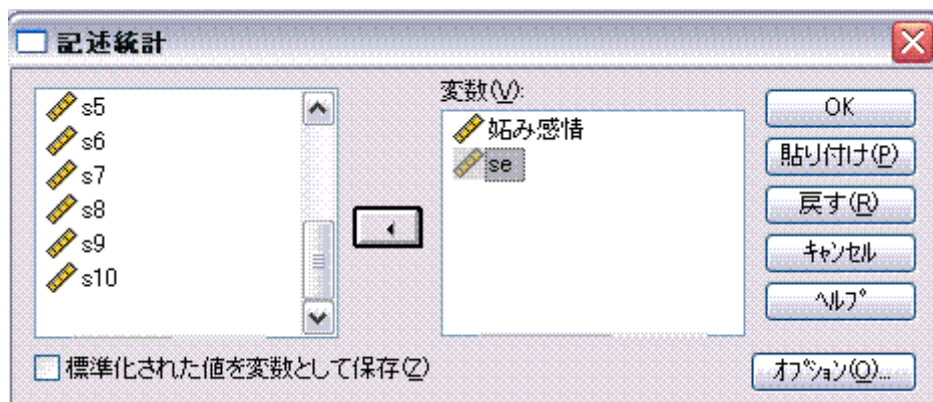 記述統計
s5
s6
s7
s8
s9
s10
変数(V):
妬み感情
se
OK
貼り付け(P)
戻す(R)
キャンセル
ヘルプ
標準化された値を変数として保存(Z)
オプション(O)...